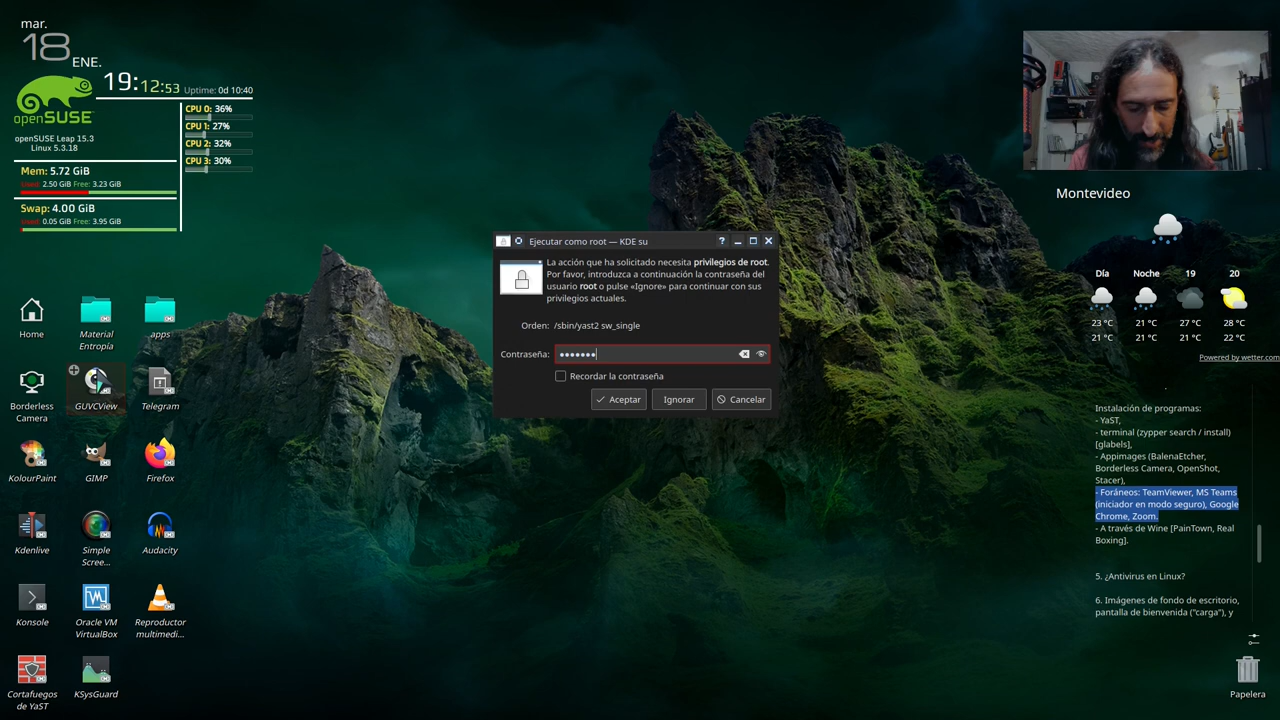 mar.
18
ENE.
19:12:53
Uptime: 0d 10:40
openSUSE
openSUSE Leap 15.3
Linux 5.3.18
CPU 0: 36%
CPU 1: 27%
CPU 2: 32%
CPU 3: 30%
Mem: 5.72 GiB
used: 2.50 GiB Free: 3.23 GiB
Swap: 4.00 GiB
used: 0.05 GiB Free: 3.95 GiB
Home
Material
Entropía
apps
Borderless
Camera
GUVCView
Telegram
KolourPaint
GIMP
Firefox
Kdenlive
Simple
Scree...
Audacity
Konsole
Oracle VM
VirtualBox
Reproductor
multimedi...
Cortafuegos
de YaST
KSysGuard
Ejecutar como root — KDE su
La acción que ha solicitado necesita privilegios de root.
Por favor, introduzca a continuación la contraseña del
usuario root o pulse «Ignore» para continuar con sus
privilegios actuales.
Orden: /sbin/yast2 sw_single
Contraseña: •••••••
Recordar la contraseña
Aceptar
Ignorar
Cancelar
Montevideo
Día Noche 19 20
23 °C 21 °C 27 °C 28 °C
21 °C 21 °C 21 °C 22 °C
Powered by wetter.com
Instalación de programas:
- YaST,
- terminal (zypper search / install)
[glabels],
- Appimages (BalenaEtcher,
Borderless Camera, OpenShot,
Stacer),
- Foráneos: TeamViewer, MS Teams
(iniciador en modo seguro), Google
Chrome, Zoom.
- A través de Wine [PainTown, Real
Boxing].
5. ¿Antivirus en Linux?
6. Imágenes de fondo de escritorio,
pantalla de bienvenida ("carga"), y
Papelera